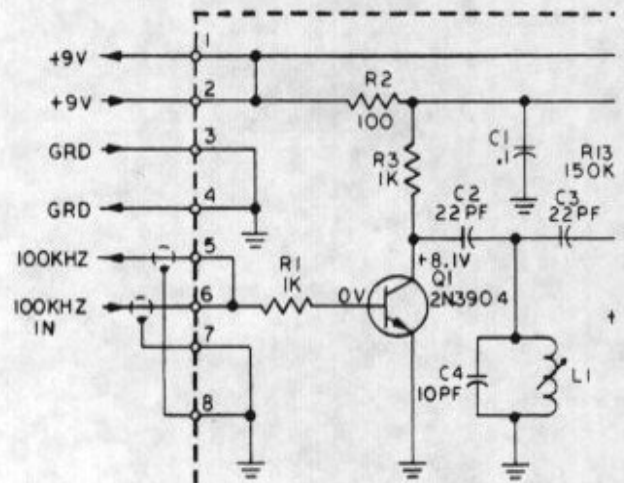 1
+9V
2
+9V
R2
100
3
GRD
R3
1K
C1
.1
R13
150K
4
GRD
C2
22PF
C3
22PF
5
100KHZ
+8.1V
Q1
2N3904
R1
1K
6
100KHZ
IN
0V
+
7
C4
10PF
L1
8